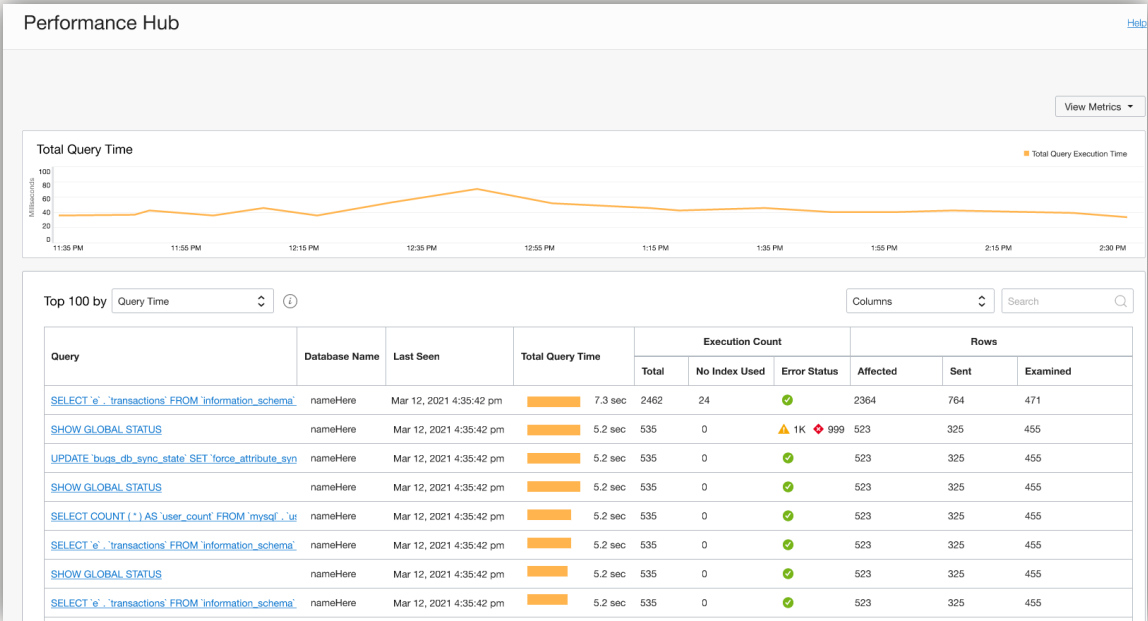 Performance Hub
Help
View Metrics
Total Query Time
Total Query Execution Time
Milliseconds
100
80
60
40
20
0
11:35 PM 11:55 PM 12:15 PM 12:35 PM 12:55 PM 1:15 PM 1:35 PM 1:55 PM 2:15 PM 2:30 PM
Top 100 by Query Time i Columns Search
Execution Count Rows
Query Database Name Last Seen Total Query Time
Total No Index Used Error Status Affected Sent Examined
SELECT `e` . `transactions` FROM `information_schema` nameHere Mar 12, 2021 4:35:42 pm 7.3 sec 2462 24 2364 764 471
SHOW GLOBAL STATUS nameHere Mar 12, 2021 4:35:42 pm 5.2 sec 535 0 1K 999 523 325 455
UPDATE `bugs_db_sync_state` SET `force_attribute_syn nameHere Mar 12, 2021 4:35:42 pm 5.2 sec 535 0 523 325 455
SHOW GLOBAL STATUS nameHere Mar 12, 2021 4:35:42 pm 5.2 sec 535 0 523 325 455
SELECT COUNT ( * ) AS `user_count` FROM `mysql` . `us nameHere Mar 12, 2021 4:35:42 pm 5.2 sec 535 0 523 325 455
SELECT `e` . `transactions` FROM `information_schema` nameHere Mar 12, 2021 4:35:42 pm 5.2 sec 535 0 523 325 455
SHOW GLOBAL STATUS nameHere Mar 12, 2021 4:35:42 pm 5.2 sec 535 0 523 325 455
SELECT `e` . `transactions` FROM `information_schema` nameHere Mar 12, 2021 4:35:42 pm 5.2 sec 535 0 523 325 455